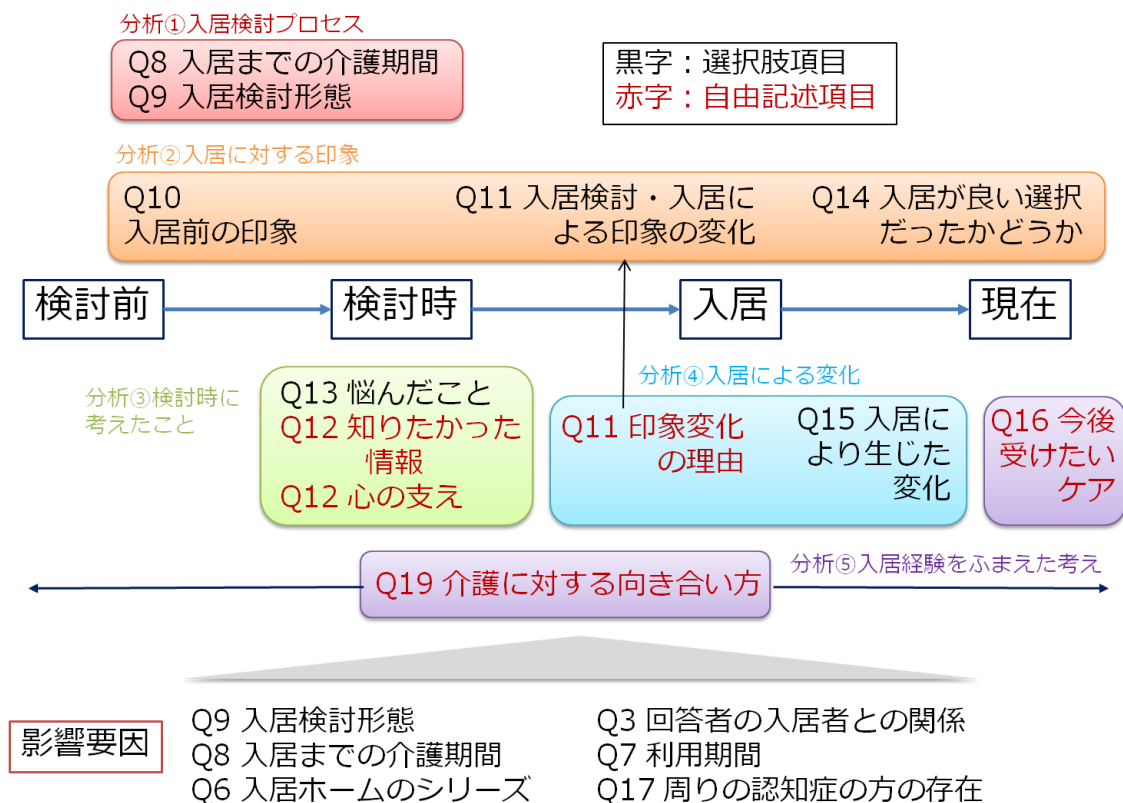 分析①入居検討プロセス
Q8 入居までの介護期間
Q9 入居検討形態
黒字：選択肢項目
赤字：自由記述項目
分析②入居に対する印象
Q10
入居前の印象
Q11 入居検討・入居に
よる印象の変化
Q14 入居が良い選択
だったかどうか
検討前
検討時
入居
現在
分析③検討時に
考えたこと
Q13 悩んだこと
Q12 知りたかった
情報
Q12 心の支え
分析④入居による変化
Q11 印象変化
の理由
Q15 入居に
より生じた
変化
Q16 今後
受けたい
ケア
Q19 介護に対する向き合い方
分析⑤入居経験をふまえた考え
影響要因
Q9 入居検討形態
Q8 入居までの介護期間
Q6 入居ホームのシリーズ
Q3 回答者の入居者との関係
Q7 利用期間
Q17 周りの認知症の方の存在